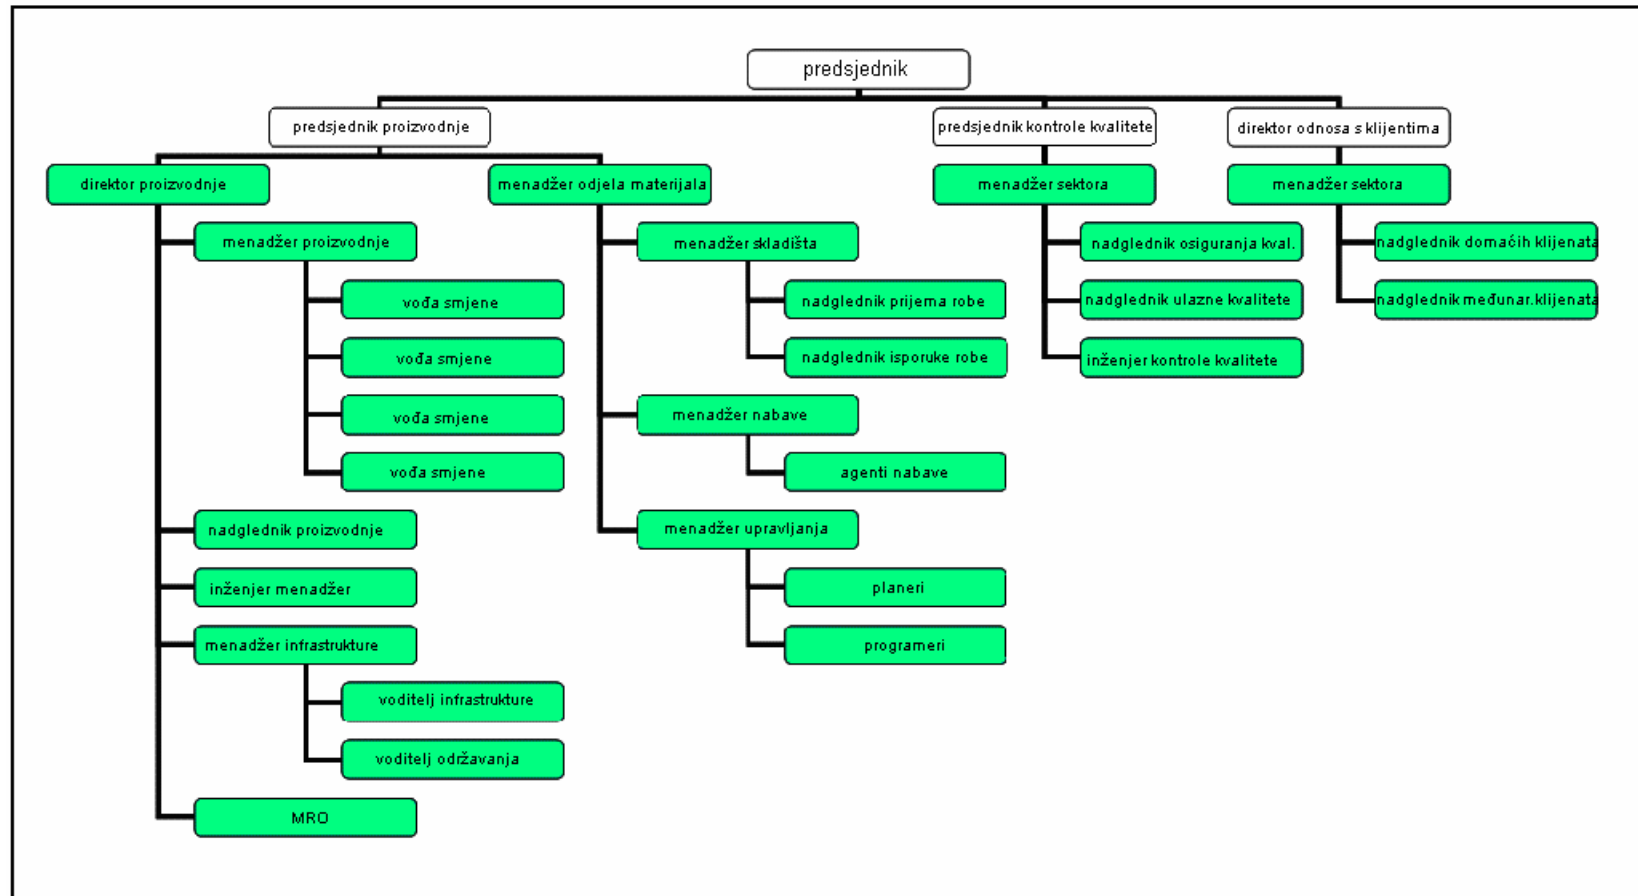 predsjednik
predsjednik proizvodnje
predsjednik kontrole kvalitete
direktor odnosa s klijentima
direktor proizvodnje
menadžer odjela materijala
menadžer sektora
menadžer sektora
menadžer proizvodnje
menadžer skladišta
nadglednik osiguranja kval.
nadglednik domaćih klijenata
vođa smjene
nadglednik prijema robe
nadglednik ulazne kvalitete
nadglednik međunar.klijenata
vođa smjene
nadglednik isporuke robe
inženjer kontrole kvalitete
vođa smjene
menadžer nabave
vođa smjene
agenti nabave
nadglednik proizvodnje
menadžer upravljanja
inženjer menadžer
planeri
menadžer infrastrukture
programeri
voditelj infrastrukture
voditelj održavanja
MRO